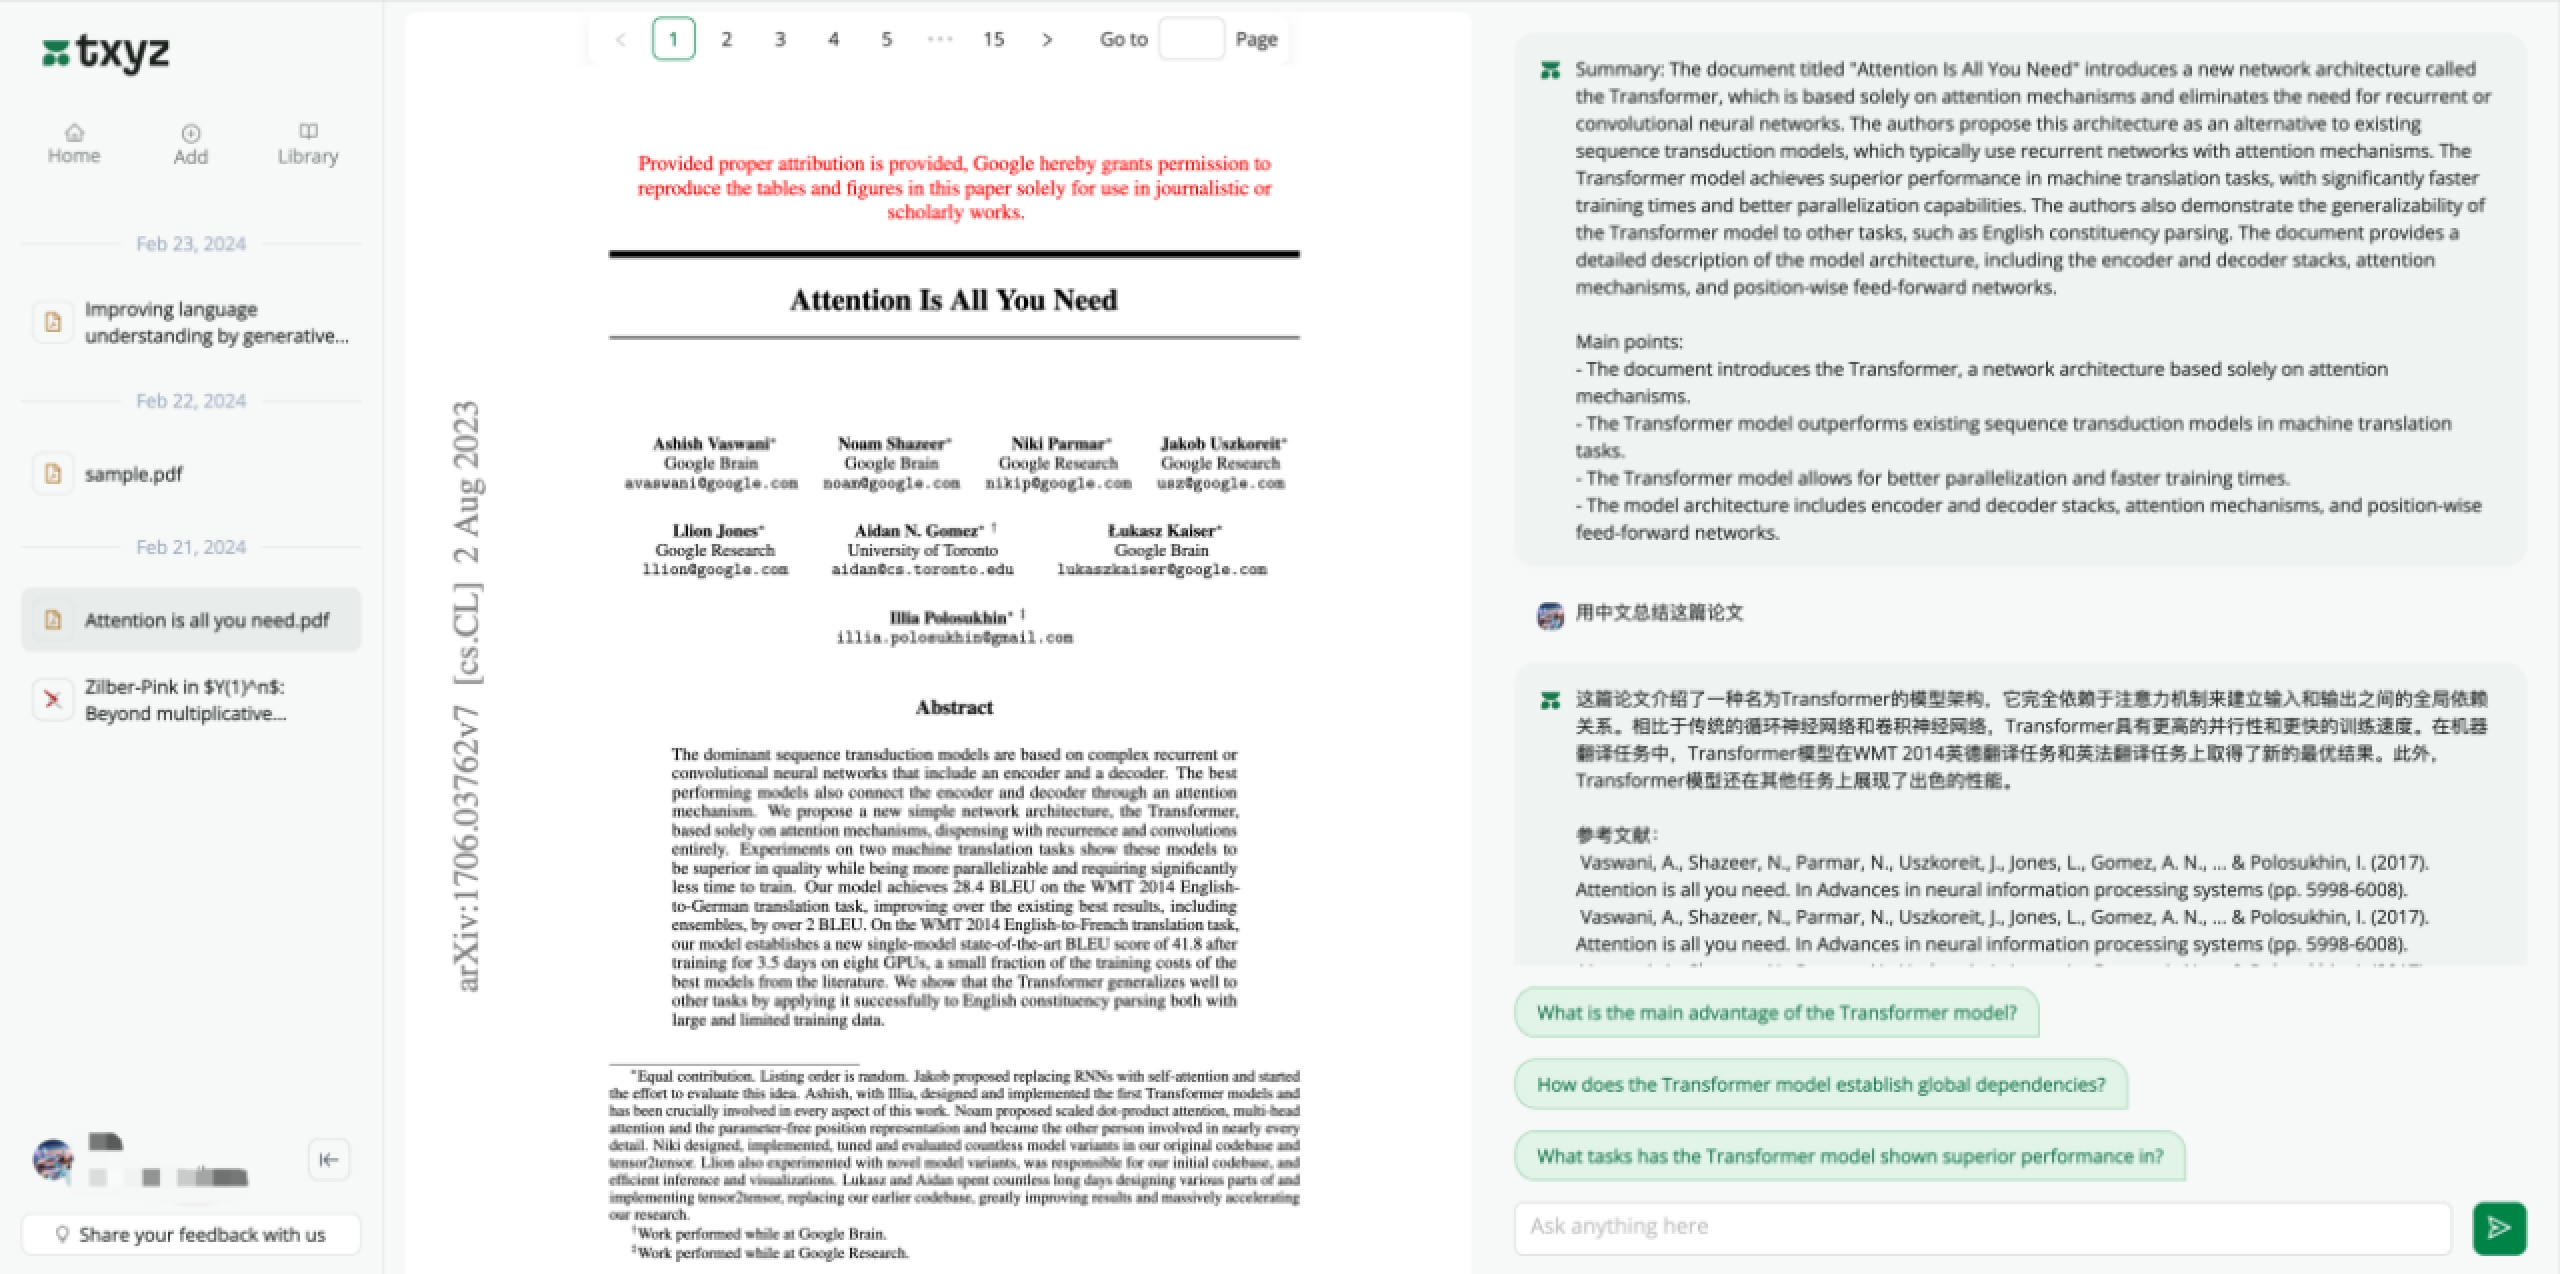 txyz
Home
Add
Library
Feb 23, 2024
Improving language
understanding by generative...
Feb 22, 2024
sample.pdf
Feb 21, 2024
Attention is all you need.pdf
Zilber-Pink in $Y(1)^n$:
Beyond multiplicative...
Share your feedback with us
< 1 2 3 4 5 ··· 15 > Go to Page
Provided proper attribution is provided, Google hereby grants permission to
reproduce the tables and figures in this paper solely for use in journalistic or
scholarly works.
Attention Is All You Need
arXiv:1706.03762v7 [cs.CL] 2 Aug 2023
Ashish Vaswani* Noam Shazeer* Niki Parmar* Jakob Uszkoreit*
Google Brain Google Brain Google Research Google Research
avaswani@google.com noam@google.com nikip@google.com usz@google.com
Llion Jones* Aidan N. Gomez* † Łukasz Kaiser*
Google Research University of Toronto Google Brain
llion@google.com aidan@cs.toronto.edu lukaszkaiser@google.com
Illia Polosukhin* ‡
illia.polosukhin@gmail.com
Abstract
The dominant sequence transduction models are based on complex recurrent or
convolutional neural networks that include an encoder and a decoder. The best
performing models also connect the encoder and decoder through an attention
mechanism. We propose a new simple network architecture, the Transformer,
based solely on attention mechanisms, dispensing with recurrence and convolutions
entirely. Experiments on two machine translation tasks show these models to
be superior in quality while being more parallelizable and requiring significantly
less time to train. Our model achieves 28.4 BLEU on the WMT 2014 English-
to-German translation task, improving over the existing best results, including
ensembles, by over 2 BLEU. On the WMT 2014 English-to-French translation task,
our model establishes a new single-model state-of-the-art BLEU score of 41.8 after
training for 3.5 days on eight GPUs, a small fraction of the training costs of the
best models from the literature. We show that the Transformer generalizes well to
other tasks by applying it successfully to English constituency parsing both with
large and limited training data.
*Equal contribution. Listing order is random. Jakob proposed replacing RNNs with self-attention and started
the effort to evaluate this idea. Ashish, with Illia, designed and implemented the first Transformer models and
has been crucially involved in every aspect of this work. Noam proposed scaled dot-product attention, multi-head
attention and the parameter-free position representation and became the other person involved in nearly every
detail. Niki designed, implemented, tuned and evaluated countless model variants in our original codebase and
tensor2tensor. Llion also experimented with novel model variants, was responsible for our initial codebase, and
efficient inference and visualizations. Lukasz and Aidan spent countless long days designing various parts of and
implementing tensor2tensor, replacing our earlier codebase, greatly improving results and massively accelerating
our research.
†Work performed while at Google Brain.
‡Work performed while at Google Research.
Summary: The document titled "Attention Is All You Need" introduces a new network architecture called
the Transformer, which is based solely on attention mechanisms and eliminates the need for recurrent or
convolutional neural networks. The authors propose this architecture as an alternative to existing
sequence transduction models, which typically use recurrent networks with attention mechanisms. The
Transformer model achieves superior performance in machine translation tasks, with significantly faster
training times and better parallelization capabilities. The authors also demonstrate the generalizability of
the Transformer model to other tasks, such as English constituency parsing. The document provides a
detailed description of the model architecture, including the encoder and decoder stacks, attention
mechanisms, and position-wise feed-forward networks.
Main points:
- The document introduces the Transformer, a network architecture based solely on attention
mechanisms.
- The Transformer model outperforms existing sequence transduction models in machine translation
tasks.
- The Transformer model allows for better parallelization and faster training times.
- The model architecture includes encoder and decoder stacks, attention mechanisms, and position-wise
feed-forward networks.
用中文总结这篇论文
这篇论文介绍了一种名为Transformer的模型架构，它完全依赖于注意力机制来建立输入和输出之间的全局依赖
关系。相比于传统的循环神经网络和卷积神经网络，Transformer具有更高的并行性和更快的训练速度。在机器
翻译任务中，Transformer模型在WMT 2014英德翻译任务和英法翻译任务上取得了新的最优结果。此外，
Transformer模型还在其他任务上展现了出色的性能。
参考文献：
Vaswani, A., Shazeer, N., Parmar, N., Uszkoreit, J., Jones, L., Gomez, A. N., ... & Polosukhin, I. (2017).
Attention is all you need. In Advances in neural information processing systems (pp. 5998-6008).
Vaswani, A., Shazeer, N., Parmar, N., Uszkoreit, J., Jones, L., Gomez, A. N., ... & Polosukhin, I. (2017).
Attention is all you need. In Advances in neural information processing systems (pp. 5998-6008).
What is the main advantage of the Transformer model?
How does the Transformer model establish global dependencies?
What tasks has the Transformer model shown superior performance in?
Ask anything here